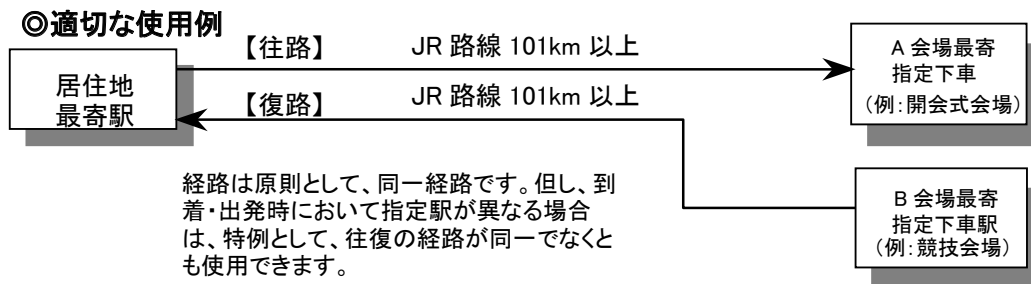 ◎適切な使用例
【往路】 JR 路線 101km 以上
A 会場最寄
指定下車
(例:開会式会場)
居住地
最寄駅
【復路】 JR 路線 101km 以上
経路は原則として、同一経路です。但し、到
着・出発時において指定駅が異なる場合
は、特例として、往復の経路が同一でなくと
も使用できます。
B 会場最寄
指定下車駅
(例:競技会場)